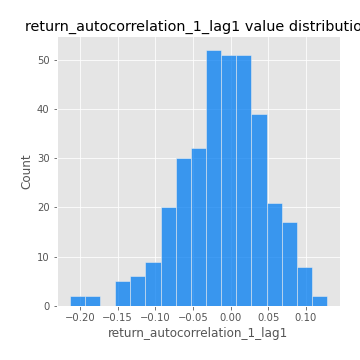 return_autocorrelation_1_lag1 value distributio
50
40
30
20
10
0
Count
−0.20 −0.15 −0.10 −0.05 0.00 0.05 0.10
return_autocorrelation_1_lag1